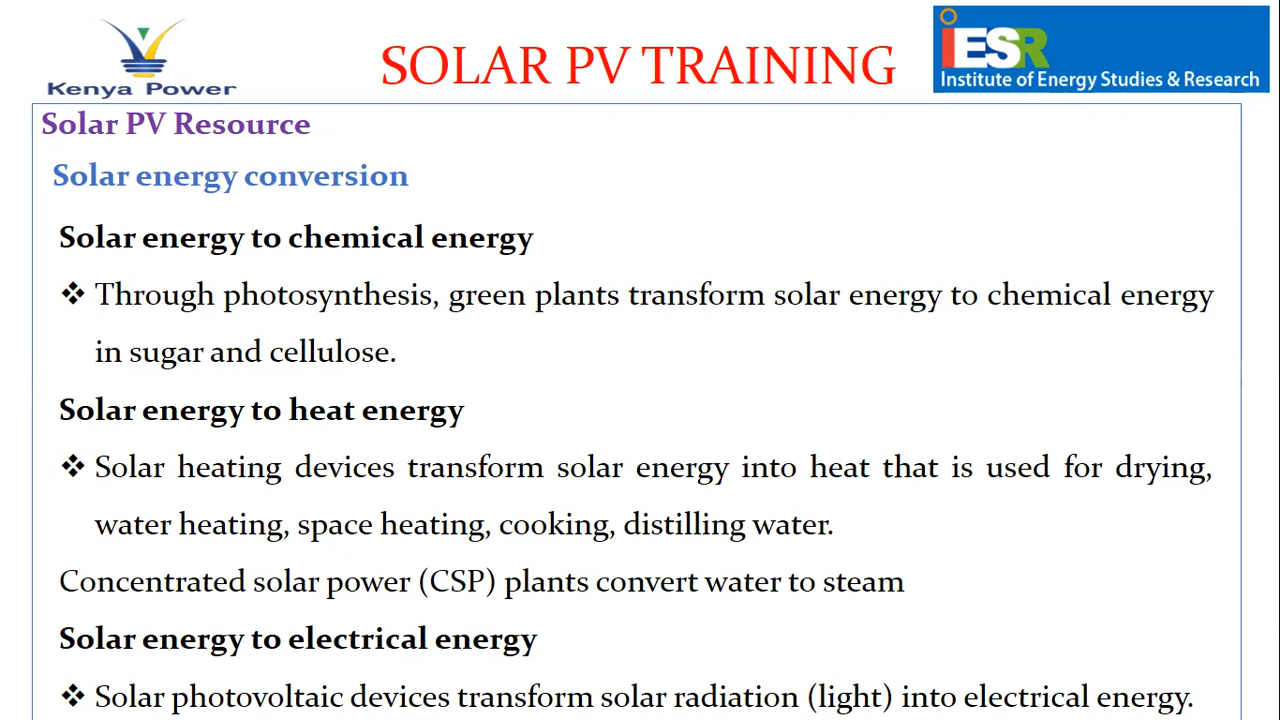 Kenya Power
SOLAR PV TRAINING
iESR
Institute of Energy Studies & Research
Solar PV Resource
Solar energy conversion
Solar energy to chemical energy
❖ Through photosynthesis, green plants transform solar energy to chemical energy
in sugar and cellulose.
Solar energy to heat energy
❖ Solar heating devices transform solar energy into heat that is used for drying,
water heating, space heating, cooking, distilling water.
Concentrated solar power (CSP) plants convert water to steam
Solar energy to electrical energy
❖ Solar photovoltaic devices transform solar radiation (light) into electrical energy.